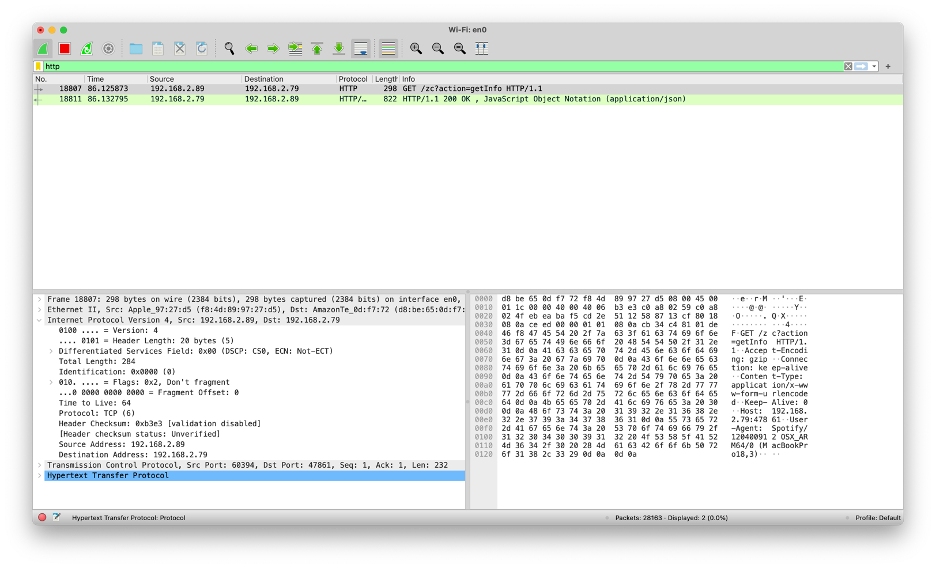 Wi-Fi: en0
http
No. Time Source Destination Protocol Length Info
18807 86.125873 192.168.2.89 192.168.2.79 HTTP 298 GET /zc?action=getInfo HTTP/1.1
18811 86.132795 192.168.2.79 192.168.2.89 HTTP/… 822 HTTP/1.1 200 OK , JavaScript Object Notation (application/json)
Frame 18807: 298 bytes on wire (2384 bits), 298 bytes captured (2384 bits) on interface en0,
Ethernet II, Src: Apple_97:27:d5 (f8:4d:89:97:27:d5), Dst: AmazonTe_0d:f7:72 (d8:be:65:0d:f7:
Internet Protocol Version 4, Src: 192.168.2.89, Dst: 192.168.2.79
0100 .... = Version: 4
.... 0101 = Header Length: 20 bytes (5)
Differentiated Services Field: 0x00 (DSCP: CS0, ECN: Not-ECT)
Total Length: 284
Identification: 0x0000 (0)
010. .... = Flags: 0x2, Don't fragment
...0 0000 0000 0000 = Fragment Offset: 0
Time to Live: 64
Protocol: TCP (6)
Header Checksum: 0xb3e3 [validation disabled]
[Header checksum status: Unverified]
Source Address: 192.168.2.89
Destination Address: 192.168.2.79
Transmission Control Protocol, Src Port: 60394, Dst Port: 47861, Seq: 1, Ack: 1, Len: 232
Hypertext Transfer Protocol
0000 d8 be 65 0d f7 72 f8 4d 89 97 27 d5 08 00 45 00 ··e··r·M ··'···E·
0010 01 1c 00 00 40 00 40 06 b3 e3 c0 a8 02 59 c0 a8 ····@·@· ·····Y··
0020 02 4f eb ea ba f5 cd 2e 51 12 58 87 13 cf 80 18 ·O·····. Q·X·····
0030 08 0a ce ed 00 00 01 01 08 0a cb 34 c4 81 01 de ········ ···4····
0040 46 f8 47 45 54 20 2f 7a 63 3f 61 63 74 69 6f 6e F·GET /z c?action
0050 3d 67 65 74 49 6e 66 6f 20 48 54 54 50 2f 31 2e =getInfo HTTP/1.
0060 31 0d 0a 41 63 63 65 70 74 2d 45 6e 63 6f 64 69 1··Accep t-Encodi
0070 6e 67 3a 20 67 7a 69 70 0d 0a 43 6f 6e 6e 65 63 ng: gzip ··Connec
0080 74 69 6f 6e 3a 20 6b 65 65 70 2d 61 6c 69 76 65 tion: ke ep-alive
0090 0d 0a 43 6f 6e 74 65 6e 74 2d 54 79 70 65 3a 20 ··Conten t-Type:
00a0 61 70 70 6c 69 63 61 74 69 6f 6e 2f 78 2d 77 77 applicat ion/x-ww
00b0 77 2d 66 6f 72 6d 2d 75 72 6c 65 6e 63 6f 64 65 w-form-u rlencode
00c0 64 0d 0a 4b 65 65 70 2d 41 6c 69 76 65 3a 20 30 d··Keep- Alive: 0
00d0 0d 0a 48 6f 73 74 3a 20 31 39 32 2e 31 36 38 2e ··Host:  192.168.
00e0 32 2e 37 39 3a 34 37 38 36 31 0d 0a 55 73 65 72 2.79:478 61··User
00f0 2d 41 67 65 6e 74 3a 20 53 70 6f 74 69 66 79 2f -Agent:  Spotify/
0100 31 32 30 34 30 30 39 31 32 20 4f 53 58 5f 41 52 12040091 2 OSX_AR
0110 4d 36 34 2f 30 20 28 4d 61 63 42 6f 6f 6b 50 72 M64/0 (M acBookPr
0120 6f 31 38 2c 33 29 0d 0a 0d 0a o18,3)·· ··
Hypertext Transfer Protocol: Protocol Packets: 28163 · Displayed: 2 (0.0%) Profile: Default